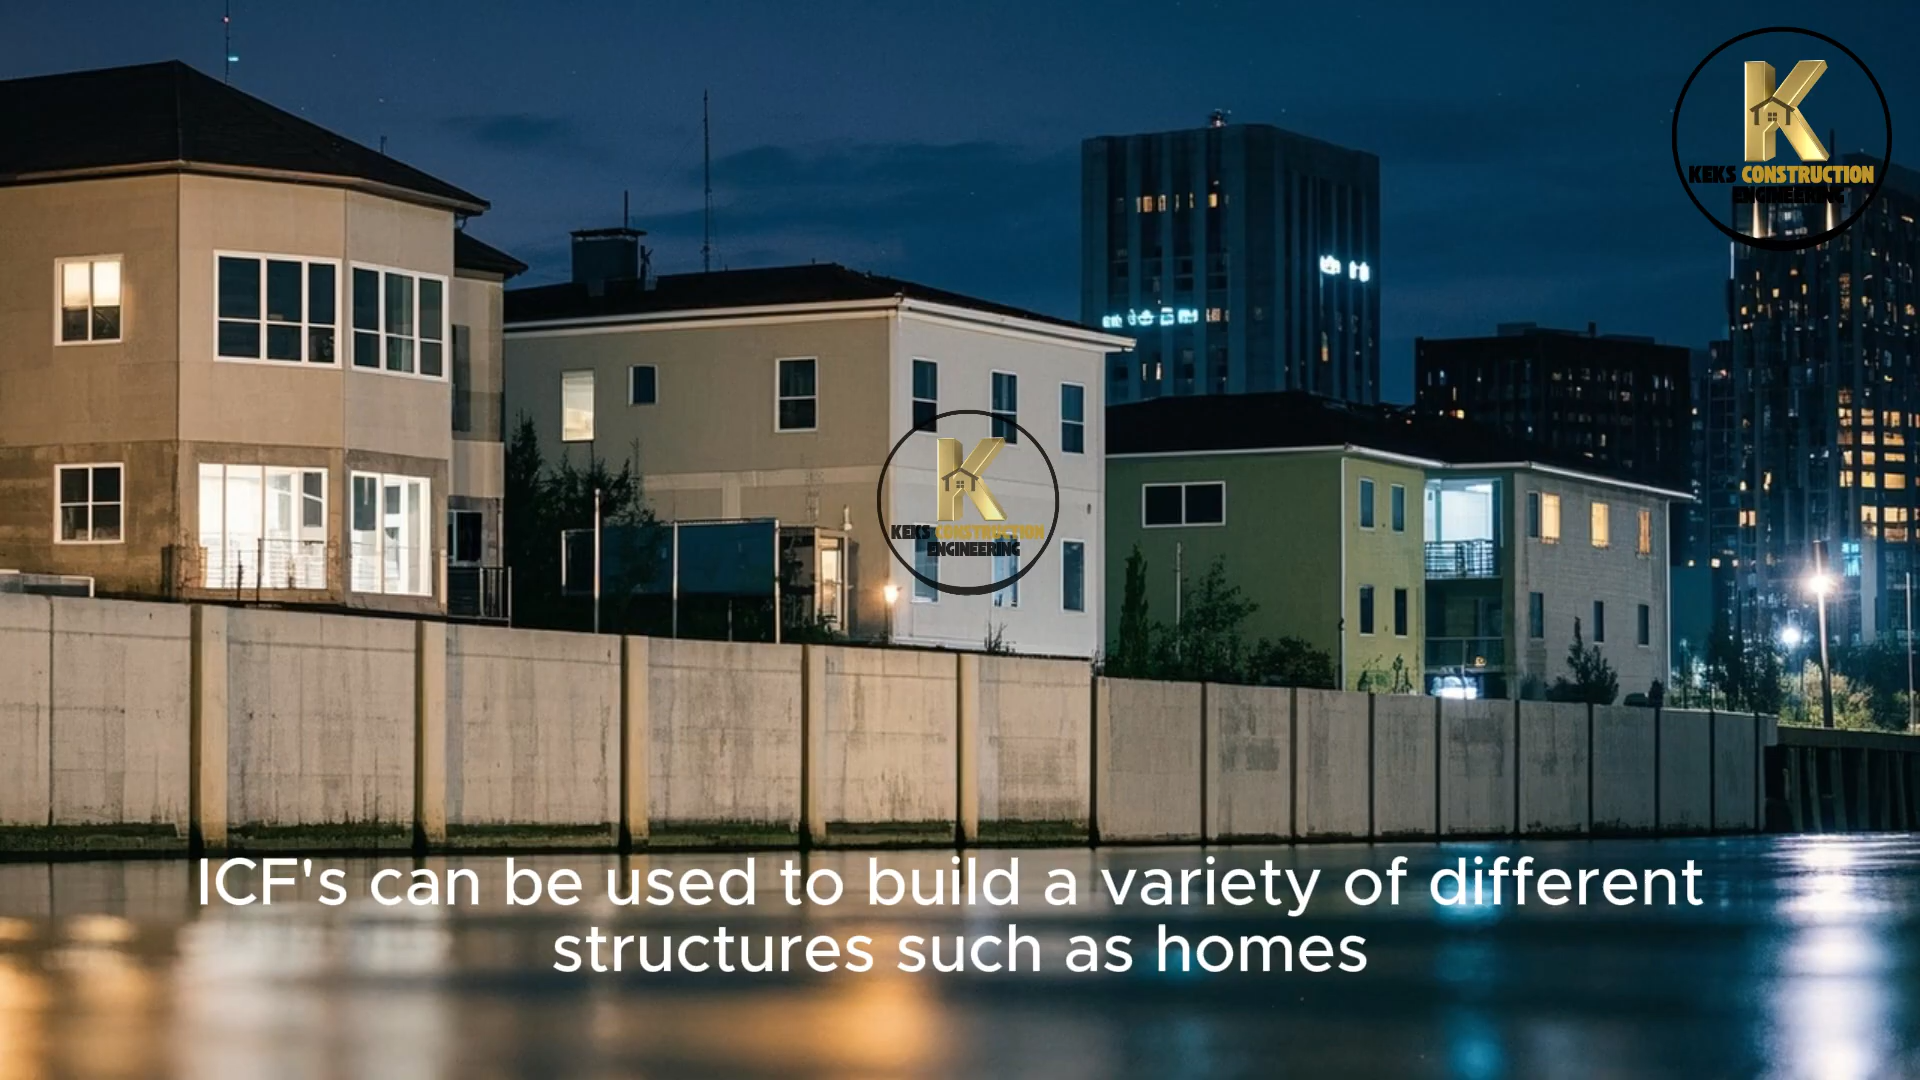 KEKS CONSTRUCTION
ENGINEERING
KEKS CONSTRUCTION
ENGINEERING
ICF's can be used to build a variety of different
structures such as homes